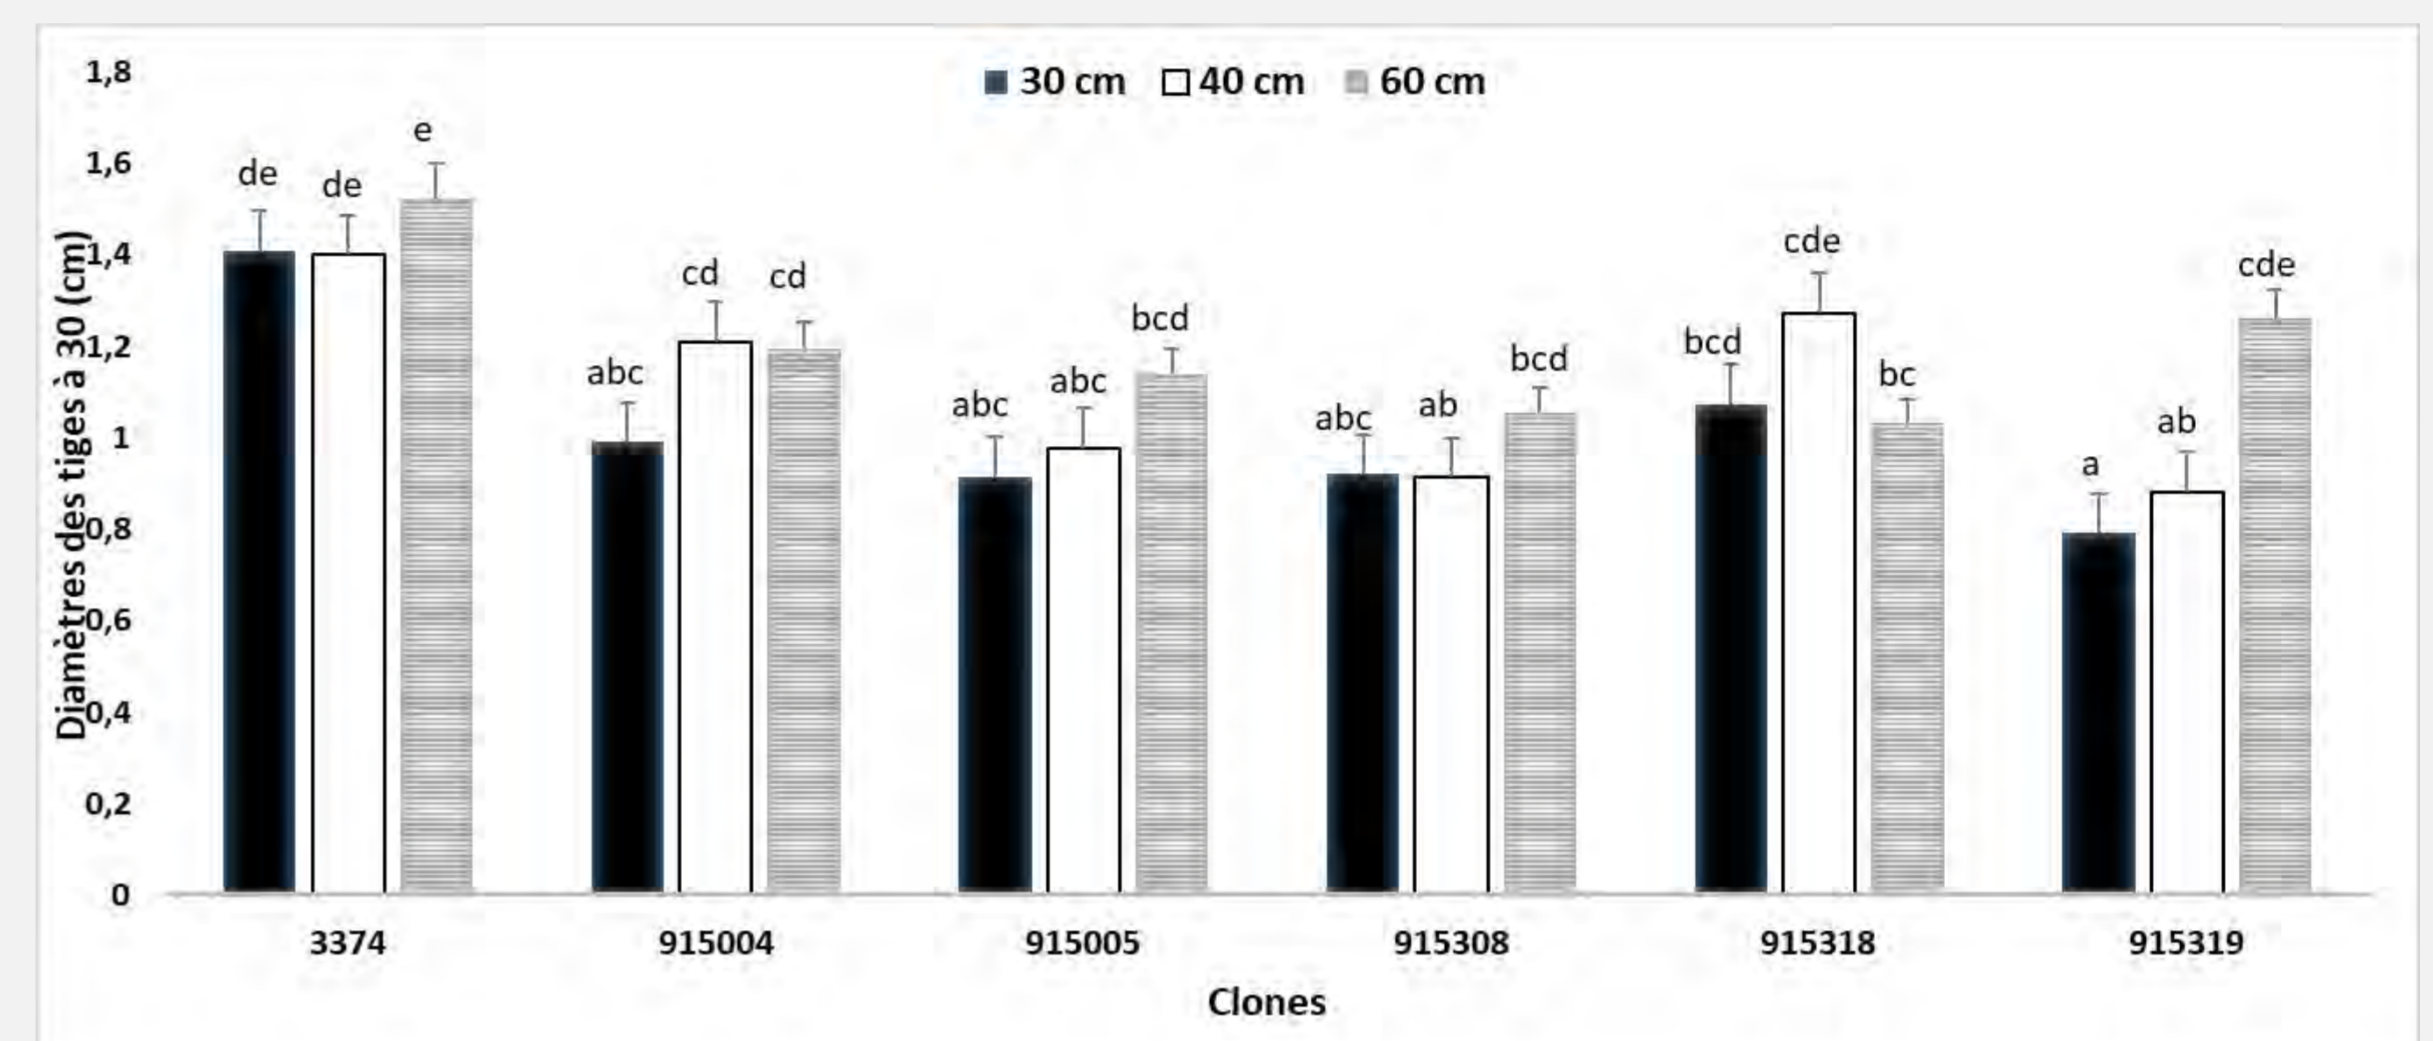 30 cm 40 cm 60 cm
Diamètres des tiges à 30 (cm)
1,8
1,6
1,4
1,2
1
0,8
0,6
0,4
0,2
0
de de e
abc cd cd
abc abc bcd
abc ab bcd
bcd cde bc
a ab cde
3374 915004 915005 915308 915318 915319
Clones